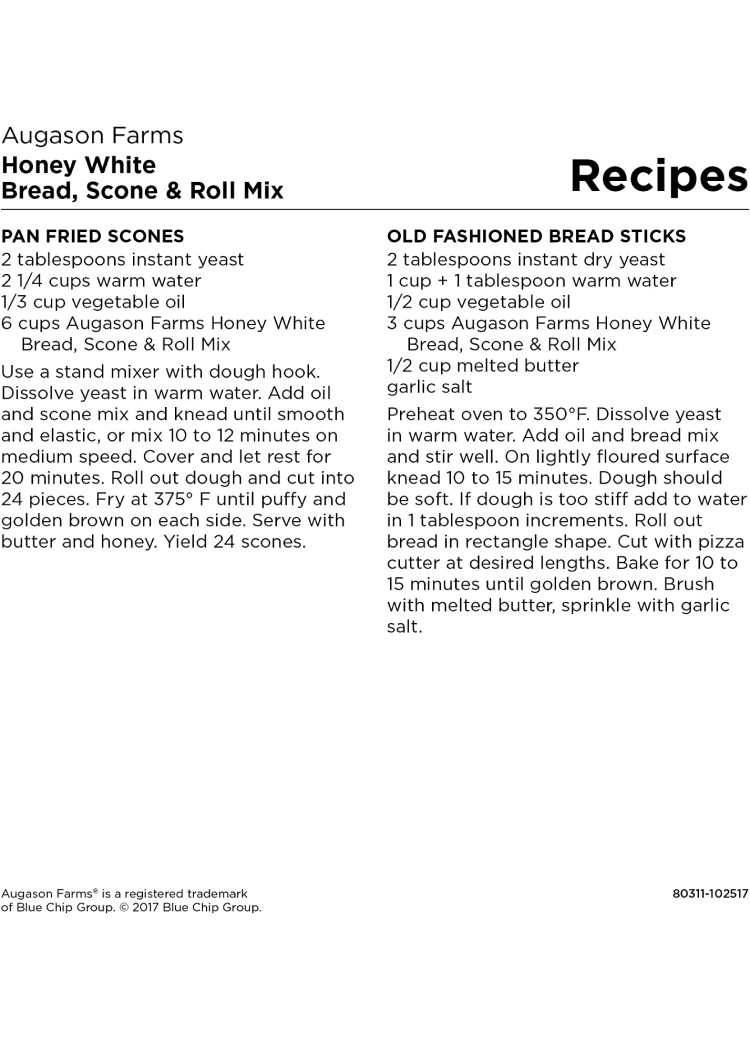 Augason Farms
Honey White
Bread, Scone & Roll Mix
Recipes
PAN FRIED SCONES
2 tablespoons instant yeast
2 1/4 cups warm water
1/3 cup vegetable oil
6 cups Augason Farms Honey White
Bread, Scone & Roll Mix
Use a stand mixer with dough hook.
Dissolve yeast in warm water. Add oil
and scone mix and knead until smooth
and elastic, or mix 10 to 12 minutes on
medium speed. Cover and let rest for
20 minutes. Roll out dough and cut into
24 pieces. Fry at 375° F until puffy and
golden brown on each side. Serve with
butter and honey. Yield 24 scones.
OLD FASHIONED BREAD STICKS
2 tablespoons instant dry yeast
1 cup + 1 tablespoon warm water
1/2 cup vegetable oil
3 cups Augason Farms Honey White
Bread, Scone & Roll Mix
1/2 cup melted butter
garlic salt
Preheat oven to 350°F. Dissolve yeast
in warm water. Add oil and bread mix
and stir well. On lightly floured surface
knead 10 to 15 minutes. Dough should
be soft. If dough is too stiff add to water
in 1 tablespoon increments. Roll out
bread in rectangle shape. Cut with pizza
cutter at desired lengths. Bake for 10 to
15 minutes until golden brown. Brush
with melted butter, sprinkle with garlic
salt.
Augason Farms® is a registered trademark
of Blue Chip Group. © 2017 Blue Chip Group.
80311-102517